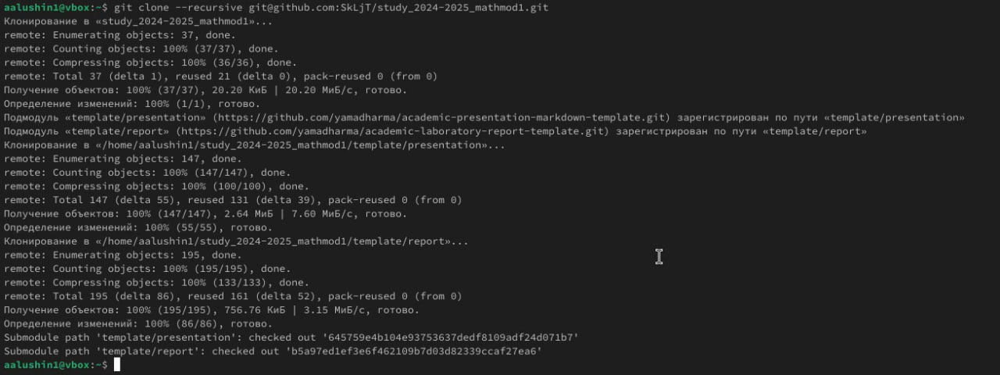 aalushin1@vbox:~$ git clone --recursive git@github.com:SkLjT/study_2024-2025_mathmod1.git
Клонирование в «study_2024-2025_mathmod1»...
remote: Enumerating objects: 37, done.
remote: Counting objects: 100% (37/37), done.
remote: Compressing objects: 100% (36/36), done.
remote: Total 37 (delta 1), reused 21 (delta 0), pack-reused 0 (from 0)
Получение объектов: 100% (37/37), 20.20 КиБ | 20.20 МиБ/с, готово.
Определение изменений: 100% (1/1), готово.
Подмодуль «template/presentation» (https://github.com/yamadharma/academic-presentation-markdown-template.git) зарегистрирован по пути «template/presentation»
Подмодуль «template/report» (https://github.com/yamadharma/academic-laboratory-report-template.git) зарегистрирован по пути «template/report»
Клонирование в «/home/aalushin1/study_2024-2025_mathmod1/template/presentation»...
remote: Enumerating objects: 147, done.
remote: Counting objects: 100% (147/147), done.
remote: Compressing objects: 100% (100/100), done.
remote: Total 147 (delta 55), reused 131 (delta 39), pack-reused 0 (from 0)
Получение объектов: 100% (147/147), 2.64 МиБ | 7.60 МиБ/с, готово.
Определение изменений: 100% (55/55), готово.
Клонирование в «/home/aalushin1/study_2024-2025_mathmod1/template/report»...
remote: Enumerating objects: 195, done.
remote: Counting objects: 100% (195/195), done.
remote: Compressing objects: 100% (133/133), done.
remote: Total 195 (delta 86), reused 161 (delta 52), pack-reused 0 (from 0)
Получение объектов: 100% (195/195), 756.76 КиБ | 3.15 МиБ/с, готово.
Определение изменений: 100% (86/86), готово.
Submodule path 'template/presentation': checked out '645759e4b104e93753637dedf8109adf24d071b7'
Submodule path 'template/report': checked out 'b5a97ed1ef3e6f462109b7d03d82339ccaf27ea6'
aalushin1@vbox:~$